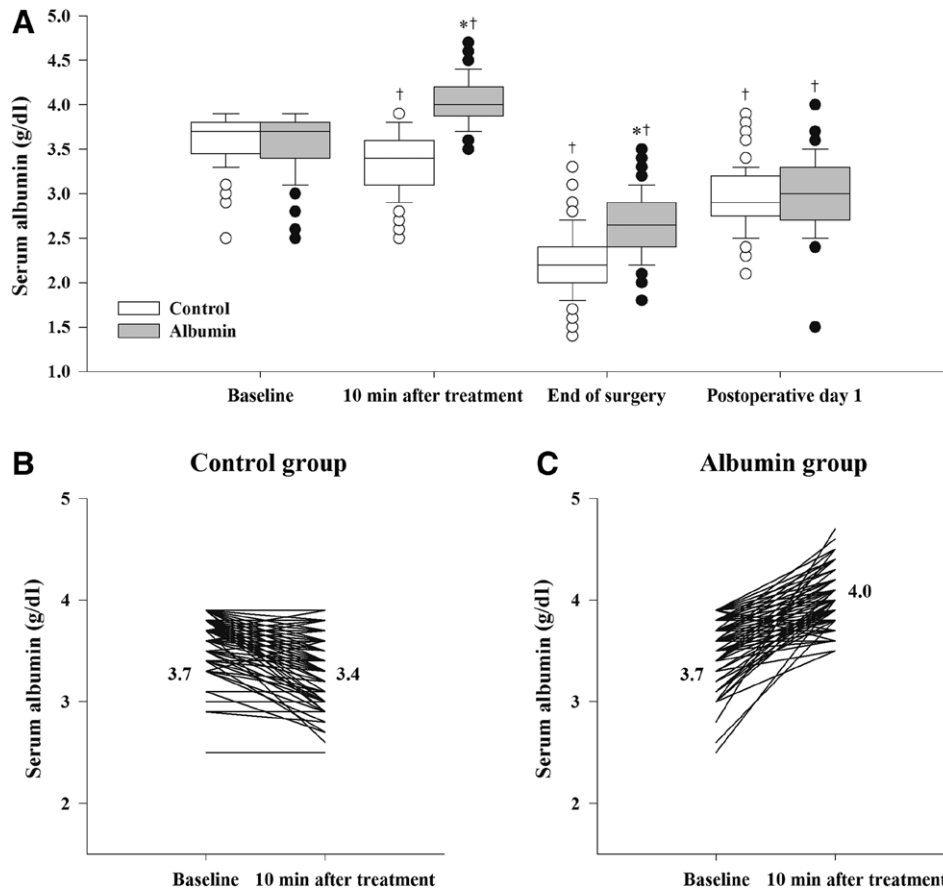 A
Serum albumin (g/dl)
5.0
4.5
4.0
3.5
3.0
2.5
2.0
1.5
1.0
*†
†
†
*†
†
†
Control
Albumin
Baseline
10 min after treatment
End of surgery
Postoperative day 1
B
Control group
Serum albumin (g/dl)
5
4
3
2
3.7
3.4
Baseline
10 min after treatment
C
Albumin group
Serum albumin (g/dl)
5
4
3
2
4.0
3.7
Baseline
10 min after treatment